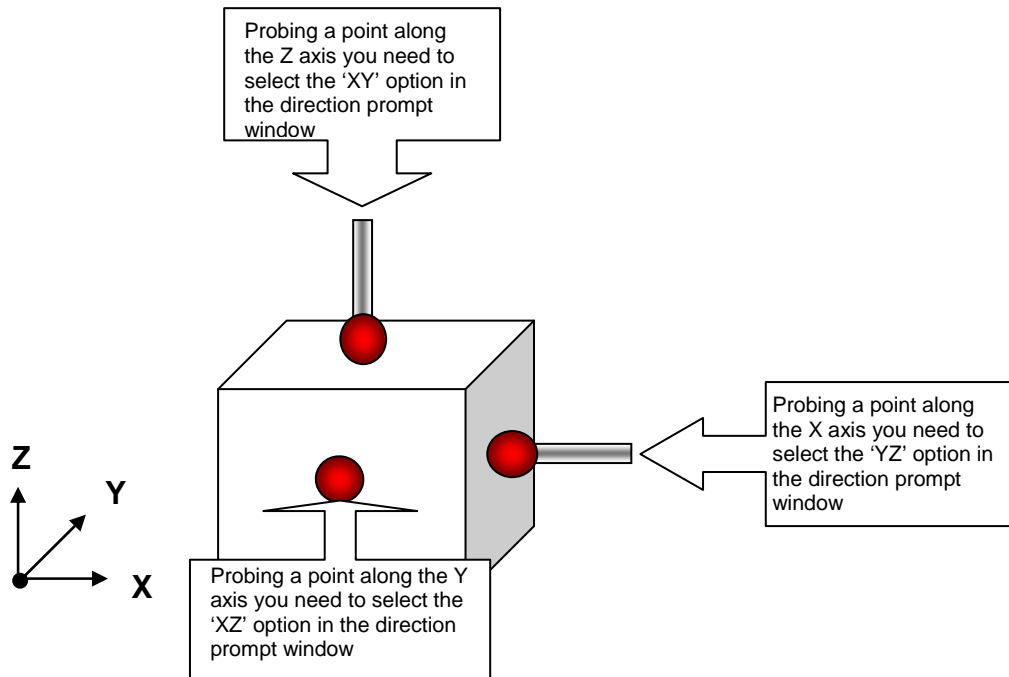 Probing a point along
the Z axis you need to
select the ‘XY’ option in
the direction prompt
window
Probing a point along
the X axis you need to
select the ‘YZ’ option in
the direction prompt
window
Z
Y
X
Probing a point along the Y
axis you need to select the
‘XZ’ option in the direction
prompt window